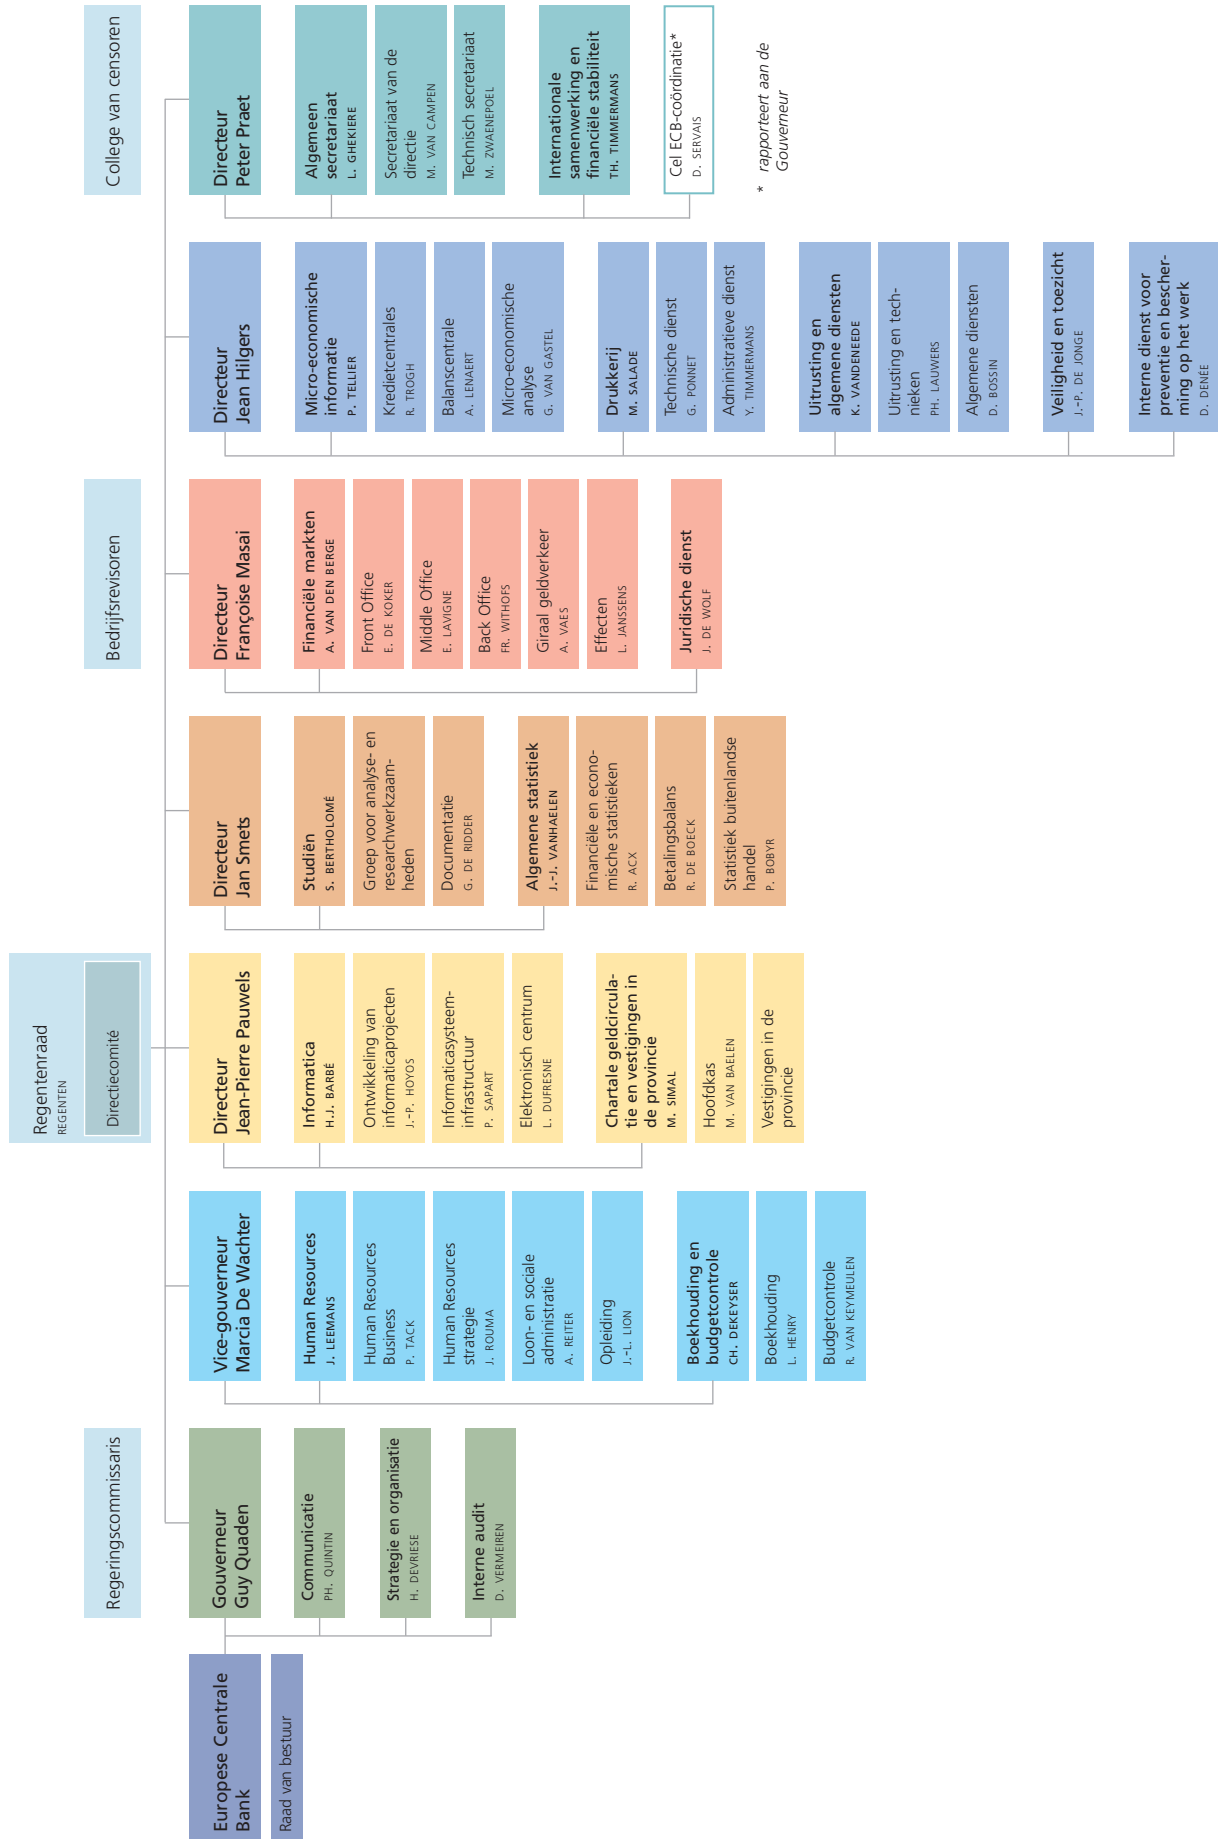 Regentenraad
REGENTEN
Directiecomité
Regeringscommissaris
Bedrijfsrevisoren
College van censoren
Europese Centrale
Bank
Raad van bestuur
Gouverneur
Guy Quaden
Communicatie
PH. QUINTIN
Strategie en organisatie
H. DEVRIESE
Interne audit
D. VERMEIREN
Vice-gouverneur
Marcia De Wachter
Human Resources
J. LEEMANS
Human Resources
Business
P. TACK
Human Resources
strategie
J. ROUMA
Loon- en sociale
administratie
A. REITER
Opleiding
J.-L. LION
Boekhouding en
budgetcontrole
CH. DEKEYSER
Boekhouding
L. HENRY
Budgetcontrole
R. VAN KEYMEULEN
Directeur
Jean-Pierre Pauwels
Informatica
H.J. BARBÉ
Ontwikkeling van
informaticaprojecten
J.-P. HOYOS
Informaticasysteem-
infrastructuur
P. SAPART
Elektronisch centrum
L. DUFRESNE
Chartale geldcircula-
tie en vestigingen in
de provincie
M. SIMAL
Hoofdkas
M. VAN BAELEN
Vestigingen in de
provincie
Directeur
Jan Smets
Studiën
S. BERTHOLOMÉ
Groep voor analyse- en
researchwerkzaam-
heden
Documentatie
G. DE RIDDER
Algemene statistiek
J.-J. VANHAELEN
Financiële en econo-
mische statistieken
R. ACX
Betalingsbalans
R. DE BOECK
Statistiek buitenlandse
handel
P. BOBYR
Directeur
Françoise Masai
Financiële markten
A. VAN DEN BERGE
Front Office
E. DE KOKER
Middle Office
E. LAVIGNE
Back Office
FR. WITHOFS
Giraal geldverkeer
A. VAES
Effecten
L. JANSSENS
Juridische dienst
J. DE WOLF
Directeur
Jean Hilgers
Micro-economische
informatie
P. TELLIER
Kredietcentrales
R. TROGH
Balanscentrale
A. LENAERT
Micro-economische
analyse
G. VAN GASTEL
Drukkerij
M. SALADE
Technische dienst
G. PONNET
Administratieve dienst
Y. TIMMERMANS
Uitrusting en
algemene diensten
K. VANDENEEDE
Uitrusting en tech-
nieken
PH. LAUWERS
Algemene diensten
D. BOSSIN
Veiligheid en toezicht
J.-P. DE JONGE
Interne dienst voor
preventie en bescher-
ming op het werk
D. DENÉE
Directeur
Peter Praet
Algemeen
secretariaat
L. GHEKIERE
Secretariaat van de
directie
M. VAN CAMPEN
Technisch secretariaat
M. ZWAENEPOEL
Internationale
samenwerking en
financiële stabiliteit
TH. TIMMERMANS
Cel ECB-coördinatie*
D. SERVAIS
* rapporteert aan de
Gouverneur